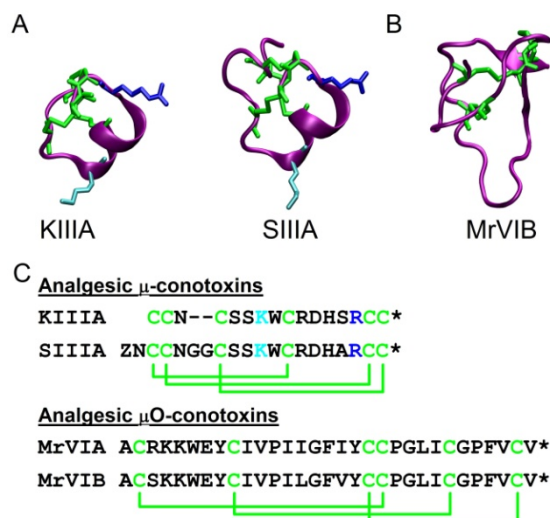 A
B
KIIIA
SIIIA
MrVIB
C
Analgesic μ-conotoxins
KIIIA CCN--CSSKWCRDHSRCC*
SIIIA ZNCCNGGCSSKWCRDHARCC*
Analgesic μO-conotoxins
MrVIA ACRKKWEYCIVPIIGFIYCCPGLICGPFVCV*
MrVIB ACSKKWEYCIVPILGFVYCCPGLICGPFVCV*